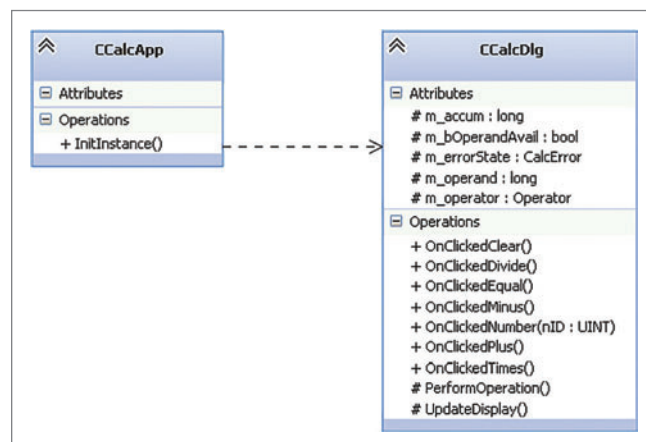 CCalcApp
Attributes
Operations
+ InitInstance()
CCalcDlg
Attributes
# m_accum : long
# m_bOperandAvail : bool
# m_errorState : CalcError
# m_operand : long
# m_operator : Operator
Operations
+ OnClickedClear()
+ OnClickedDivide()
+ OnClickedEqual()
+ OnClickedMinus()
+ OnClickedNumber(nID : UINT)
+ OnClickedPlus()
+ OnClickedTimes()
# PerformOperation()
# UpdateDisplay()